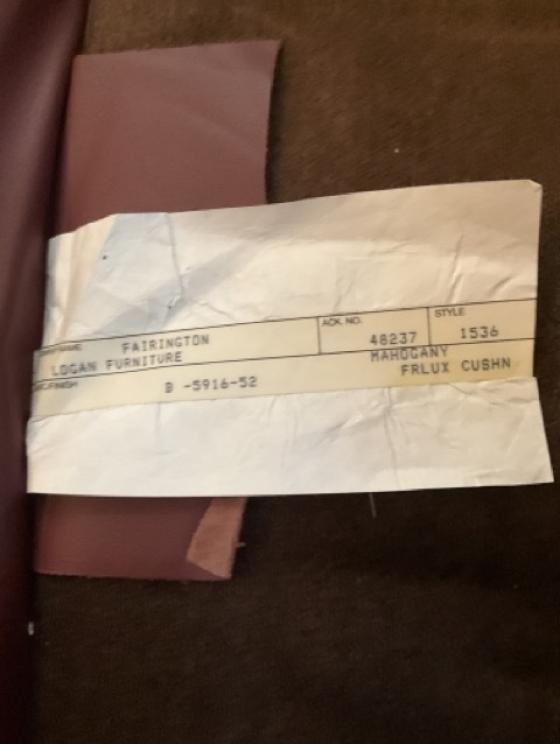 FAIRINGTON
ACK. NO.
48237
STYLE
1536
LOGAN FURNITURE
MAHOGANY
B -5916-52
FRLUX CUSHN